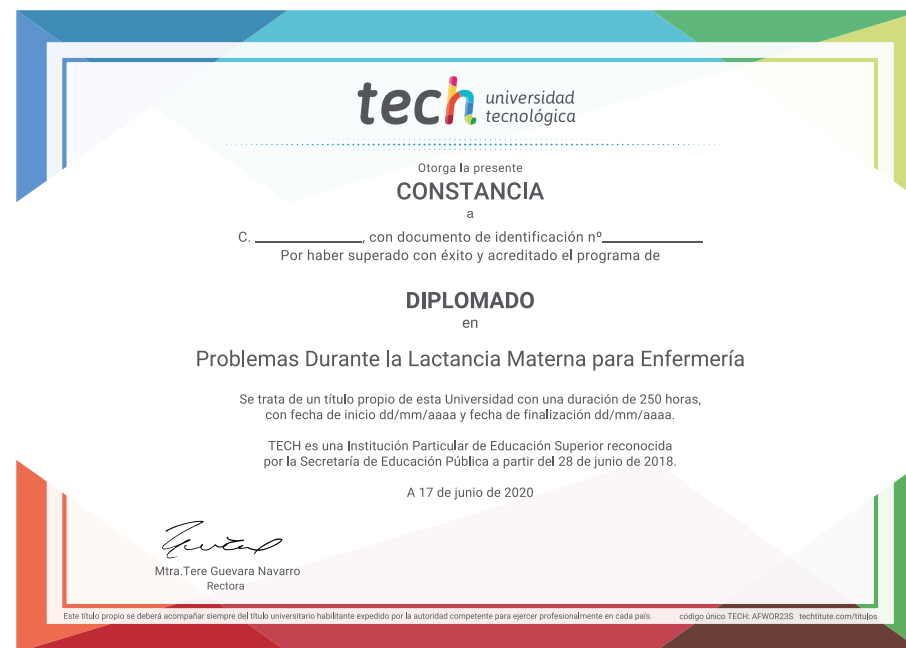 tech universidad
tecnológica
Otorga la presente
CONSTANCIA
a
C. ____________, con documento de identificación nº____________
Por haber superado con éxito y acreditado el programa de
DIPLOMADO
en
Problemas Durante la Lactancia Materna para Enfermería
Se trata de un título propio de esta Universidad con una duración de 250 horas,
con fecha de inicio dd/mm/aaaa y fecha de finalización dd/mm/aaaa.
TECH es una Institución Particular de Educación Superior reconocida
por la Secretaría de Educación Pública a partir del 28 de junio de 2018.
A 17 de junio de 2020
Mtra.Tere Guevara Navarro
Rectora
Este título propio se deberá acompañar siempre del título universitario habilitante expedido por la autoridad competente para ejercer profesionalmente en cada país. código único TECH: AFWOR23S techtitute.com/titulos